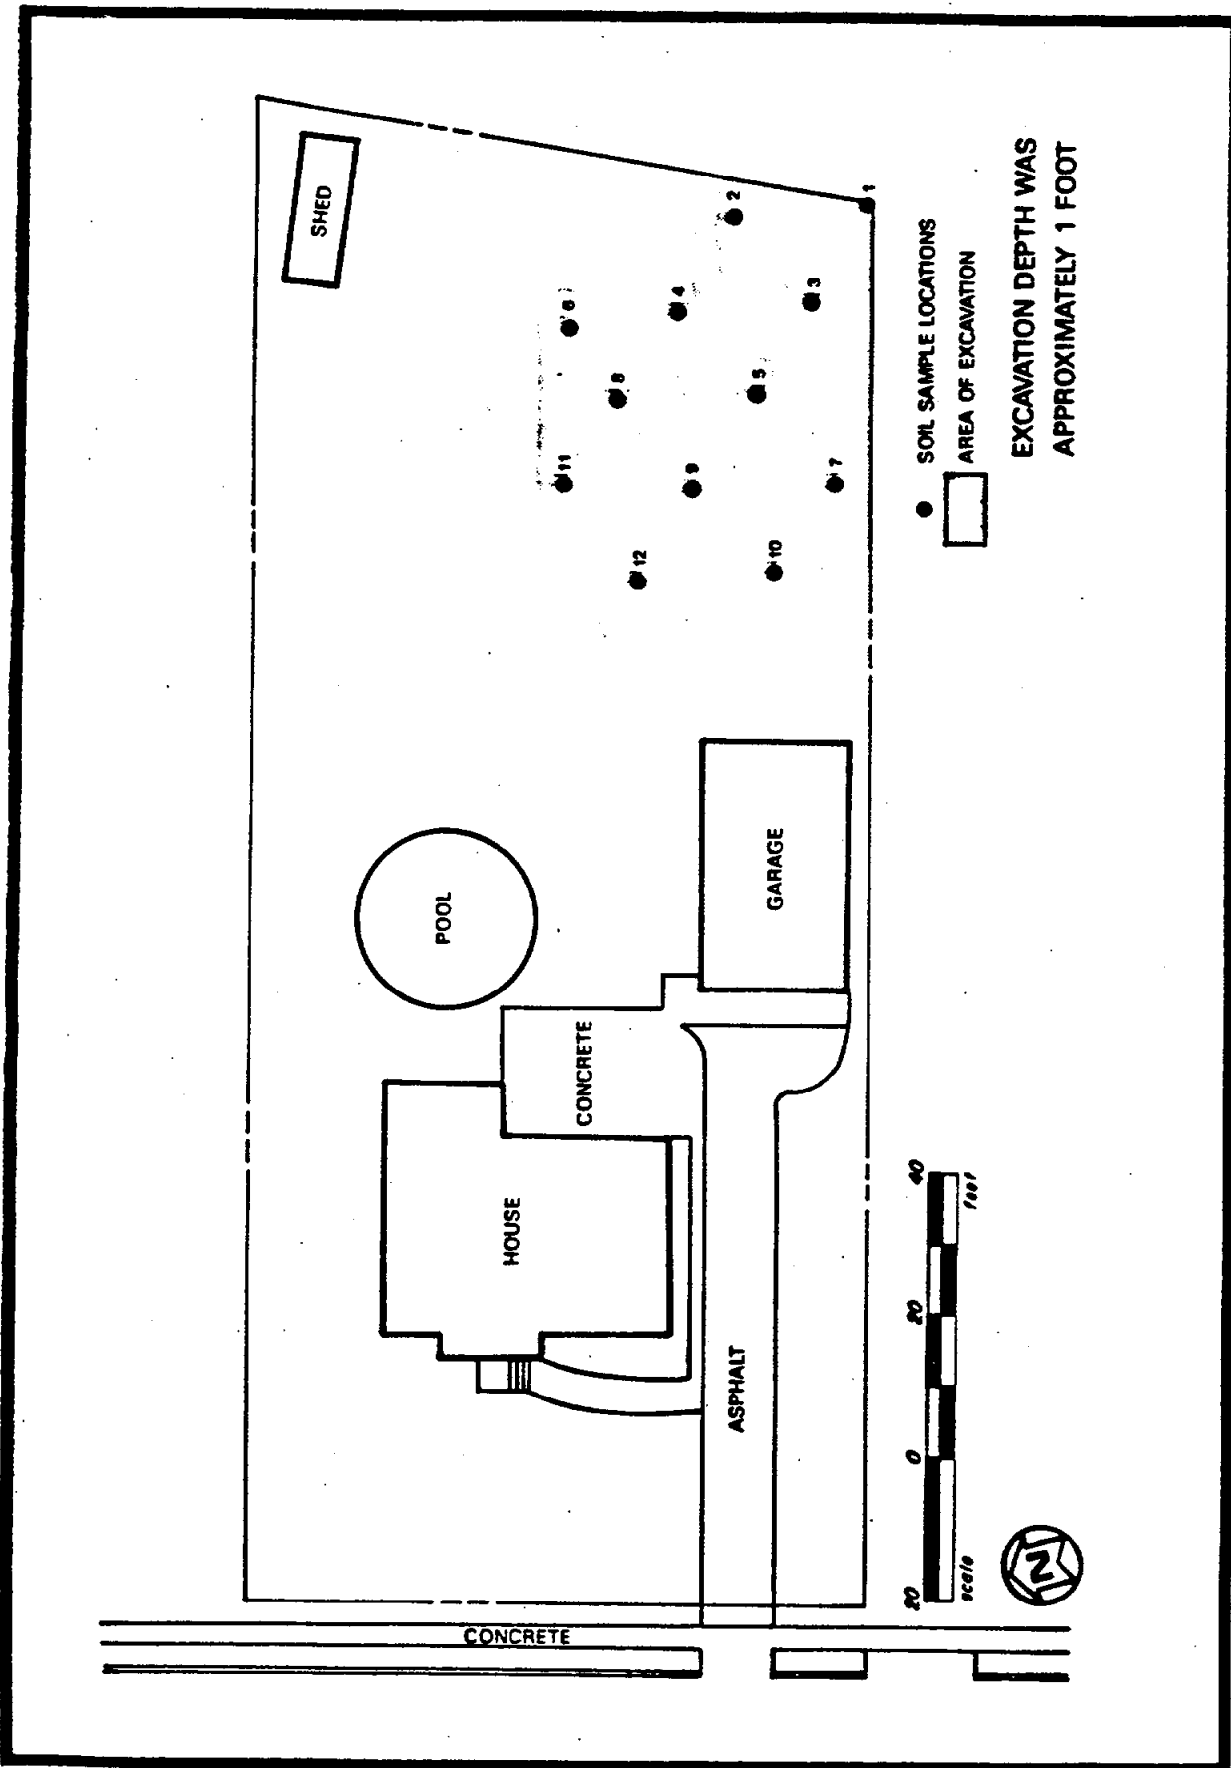 SHED
1
2
3
4
5
6
7
8
9
10
11
12
POOL
GARAGE
CONCRETE
HOUSE
ASPHALT
CONCRETE
SOIL SAMPLE LOCATIONS
AREA OF EXCAVATION
EXCAVATION DEPTH WAS
APPROXIMATELY 1 FOOT
20 0 20 40
scale feet
N